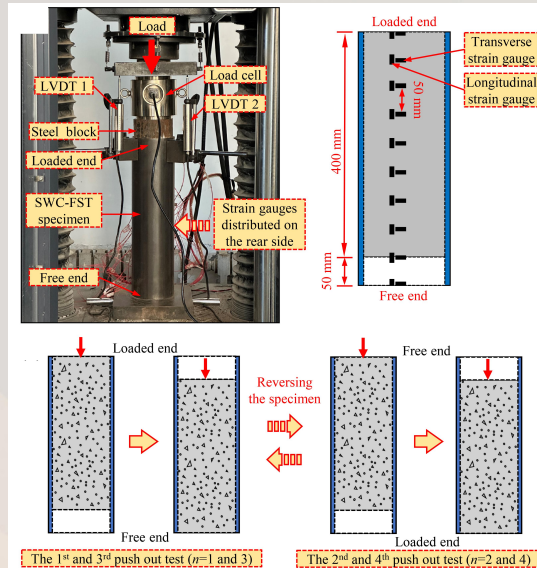 Load
LVDT 1
Load cell
LVDT 2
Steel block
Loaded end
SWC-FST
specimen
Strain gauges
distributed on
the rear side
Free end
Loaded end
Transverse
strain gauge
Longitudinal
strain gauge
50 mm
400 mm
50 mm
Free end
Loaded end
Free end
Reversing
the specimen
Free end
Loaded end
The 1st and 3rd push out test (n=1 and 3)
The 2nd and 4th push out test (n=2 and 4)